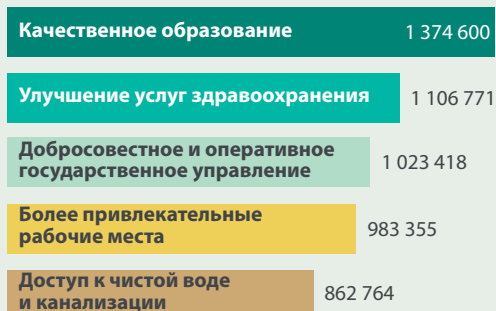 Качественное образование 1 374 600
Улучшение услуг здравоохранения 1 106 771
Добросовестное и оперативное
государственное управление 1 023 418
Более привлекательные
рабочие места 983 355
Доступ к чистой воде
и канализации 862 764